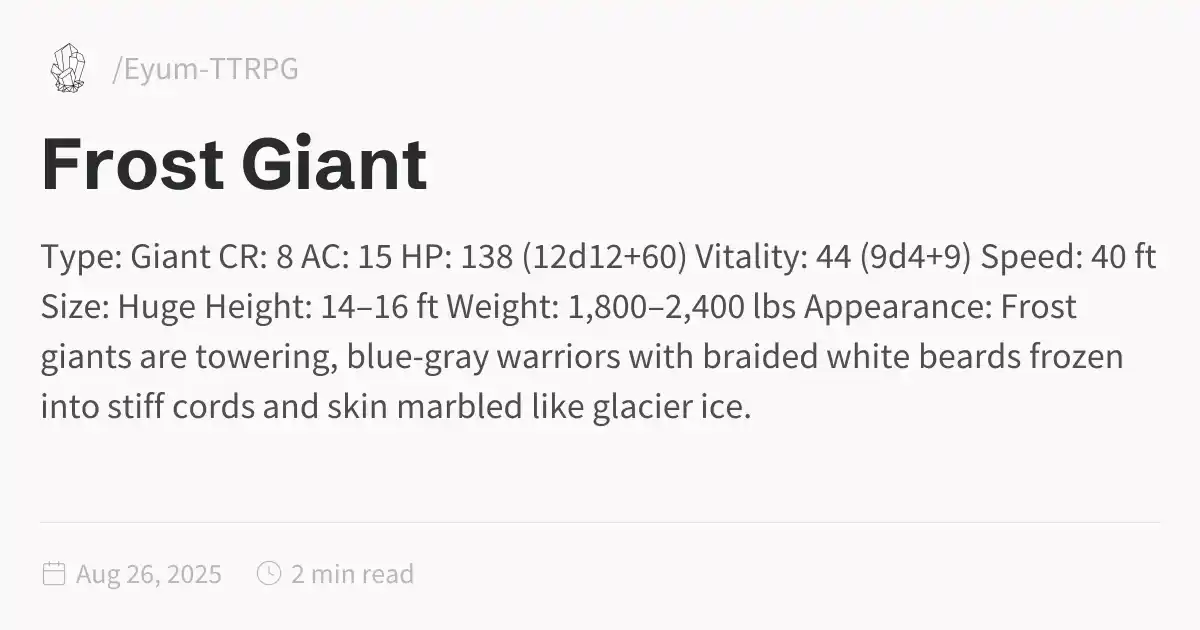 /Eyum-TTRPG
Frost Giant
Type: Giant CR: 8 AC: 15 HP: 138 (12d12+60) Vitality: 44 (9d4+9) Speed: 40 ft
Size: Huge Height: 14–16 ft Weight: 1,800–2,400 lbs Appearance: Frost
giants are towering, blue-gray warriors with braided white beards frozen
into stiff cords and skin marbled like glacier ice.
Aug 26, 2025 2 min read